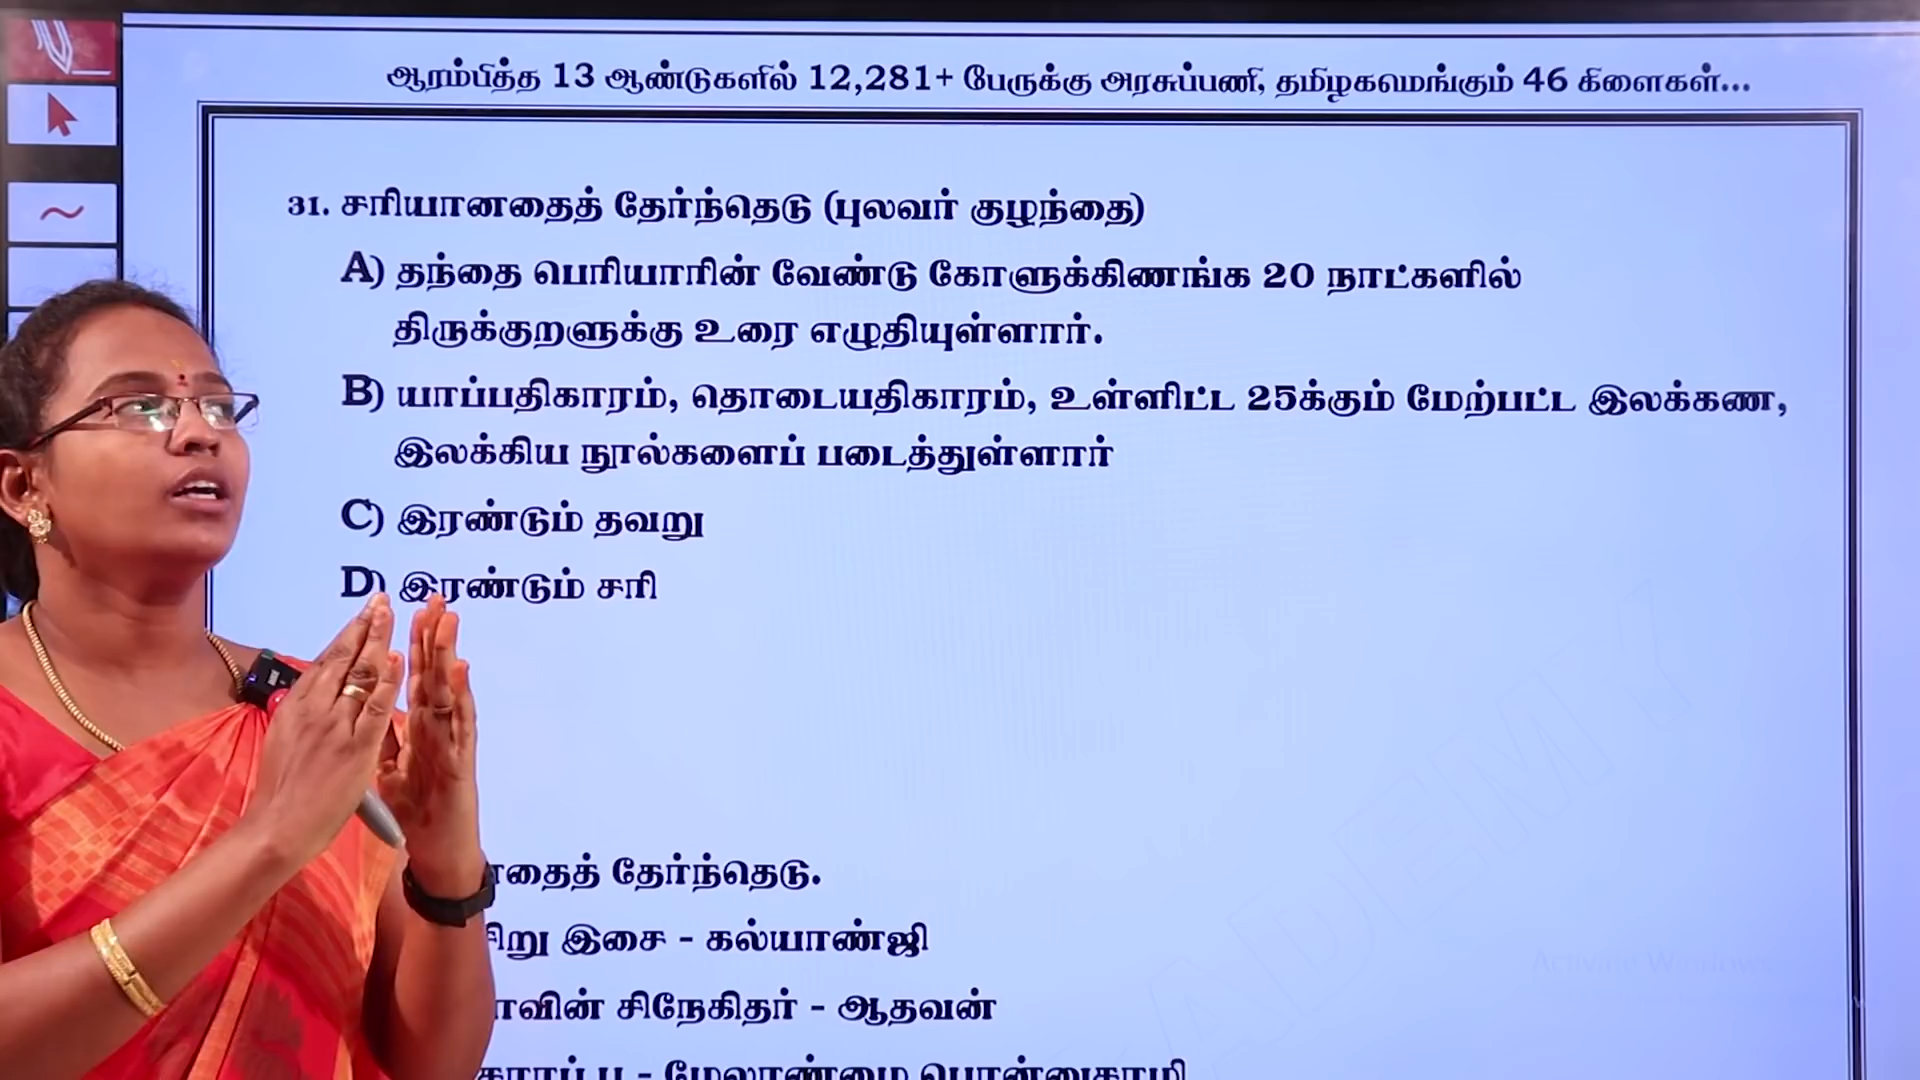 ஆரம்பித்த 13 ஆண்டுகளில் 12,281+ பேருக்கு அரசுப்பணி, தமிழகமெங்கும் 46 கிளைகள்...
31. சரியானதைத் தேர்ந்தெடு (புலவர் குழந்தை)
A) தந்தை பெரியாரின் வேண்டு கோளுக்கிணங்க 20 நாட்களில்
திருக்குறளுக்கு உரை எழுதியுள்ளார்.
B) யாப்பதிகாரம், தொடையதிகாரம், உள்ளிட்ட 25க்கும் மேற்பட்ட இலக்கண,
இலக்கிய நூல்களைப் படைத்துள்ளார்
C) இரண்டும் தவறு
D) இரண்டும் சரி
தேர்ந்தெடு.
இசை - கல்யாண்ஜி
சிநேகிதர் - ஆதவன்
- மேலாண்மை பொன்னுசாமி
Activate Windows